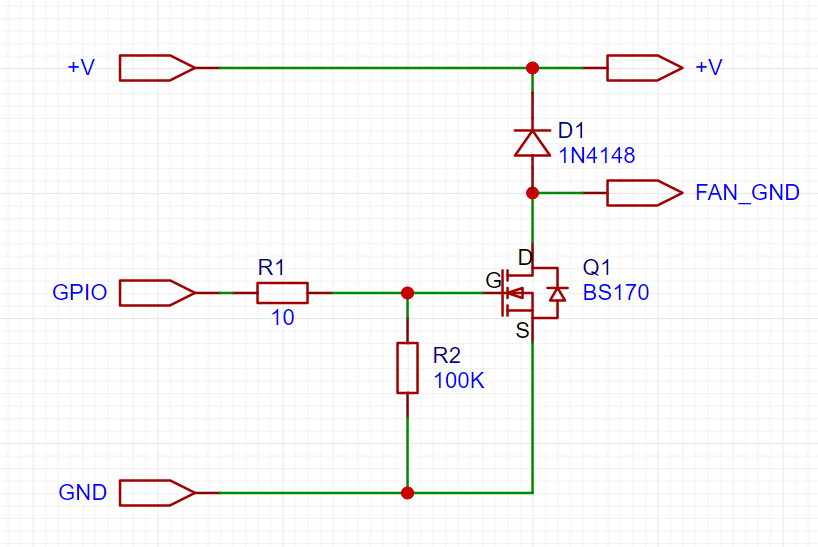 +V
+V
D1
1N4148
FAN_GND
D
G
Q1
BS170
S
GPIO
R1
10
R2
100K
GND